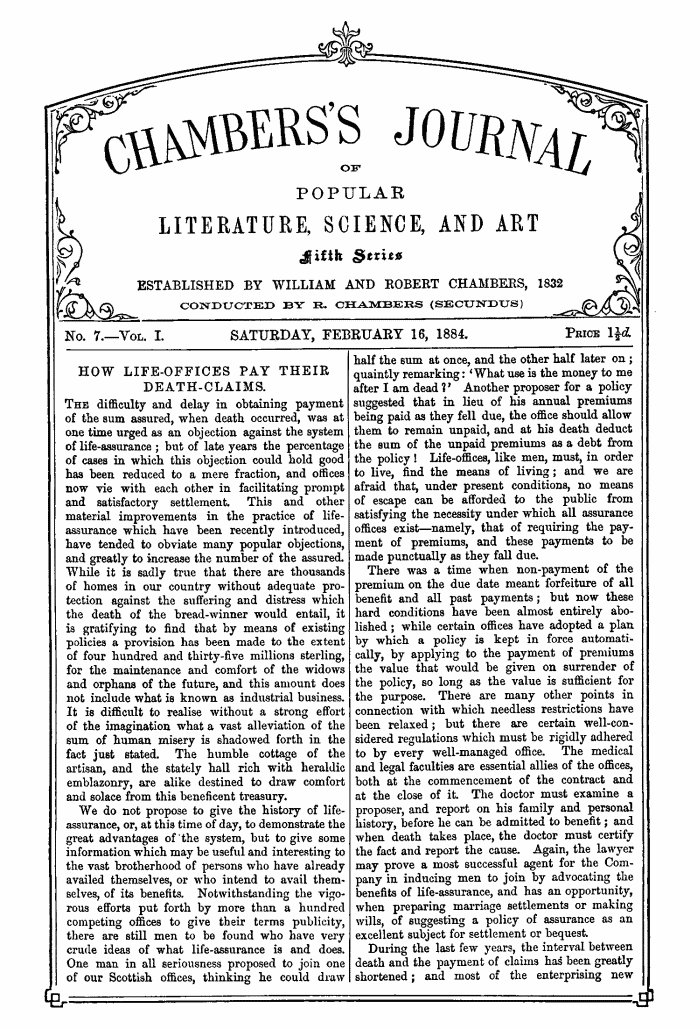 CHAMBERS'S JOURNAL
OF
POPULAR
LITERATURE, SCIENCE, AND ART
Fifth Series
ESTABLISHED BY WILLIAM AND ROBERT CHAMBERS, 1832
CONDUCTED BY R. CHAMBERS (SECUNDUS)
No. 7.—VOL. I.
SATURDAY, FEBRUARY 16, 1884.
PRICE 1½d.
HOW LIFE-OFFICES PAY THEIR
DEATH-CLAIMS.
THE difficulty and delay in obtaining payment
of the sum assured, when death occurred, was at
one time urged as an objection against the system
of life-assurance; but of late years the percentage
of cases in which this objection could hold good
has been reduced to a mere fraction, and offices
now vie with each other in facilitating prompt
and satisfactory settlement. This and other
material improvements in the practice of life-
assurance which have been recently introduced,
have tended to obviate many popular objections,
and greatly to increase the number of the assured.
While it is sadly true that there are thousands
of homes in our country without adequate pro-
tection against the suffering and distress which
the death of the bread-winner would entail, it
is gratifying to find that by means of existing
policies a provision has been made to the extent
of four hundred and thirty-five millions sterling,
for the maintenance and comfort of the widows
and orphans of the future, and this amount does
not include what is known as industrial business.
It is difficult to realise without a strong effort
of the imagination what a vast alleviation of the
sum of human misery is shadowed forth in the
fact just stated. The humble cottage of the
artisan, and the stately hall rich with heraldic
emblazonry, are alike destined to draw comfort
and solace from this beneficent treasury.
We do not propose to give the history of life-
assurance, or, at this time of day, to demonstrate the
great advantages of the system, but to give some
information which may be useful and interesting to
the vast brotherhood of persons who have already
availed themselves, or who intend to avail them-
selves, of its benefits. Notwithstanding the vigo-
rous efforts put forth by more than a hundred
competing offices to give their terms publicity,
there are still men to be found who have very
crude ideas of what life-assurance is and does.
One man in all seriousness proposed to join one
of our Scottish offices, thinking he could draw
half the sum at once, and the other half later on;
quaintly remarking: 'What use is the money to me
after I am dead?' Another proposer for a policy
suggested that in lieu of his annual premiums
being paid as they fell due, the office should allow
them to remain unpaid, and at his death deduct
the sum of the unpaid premiums as a debt from
the policy! Life-offices, like men, must, in order
to live, find the means of living; and we are
afraid that, under present conditions, no means
of escape can be afforded to the public from
satisfying the necessity under which all assurance
offices exist—namely, that of requiring the pay-
ment of premiums, and these payments to be
made punctually as they fall due.
There was a time when non-payment of the
premium on the due date meant forfeiture of all
benefit and all past payments; but now these
hard conditions have been almost entirely abo-
lished; while certain offices have adopted a plan
by which a policy is kept in force automati-
cally, by applying to the payment of premiums
the value that would be given on surrender of
the policy, so long as the value is sufficient for
the purpose. There are many other points in
connection with which needless restrictions have
been relaxed; but there are certain well-con-
sidered regulations which must be rigidly adhered
to by every well-managed office. The medical
and legal faculties are essential allies of the offices,
both at the commencement of the contract and
at the close of it. The doctor must examine a
proposer, and report on his family and personal
history, before he can be admitted to benefit; and
when death takes place, the doctor must certify
the fact and report the cause. Again, the lawyer
may prove a most successful agent for the Com-
pany in inducing men to join by advocating the
benefits of life-assurance, and has an opportunity,
when preparing marriage settlements or making
wills, of suggesting a policy of assurance as an
excellent subject for settlement or bequest.
During the last few years, the interval between
death and the payment of claims has been greatly
shortened; and most of the enterprising new